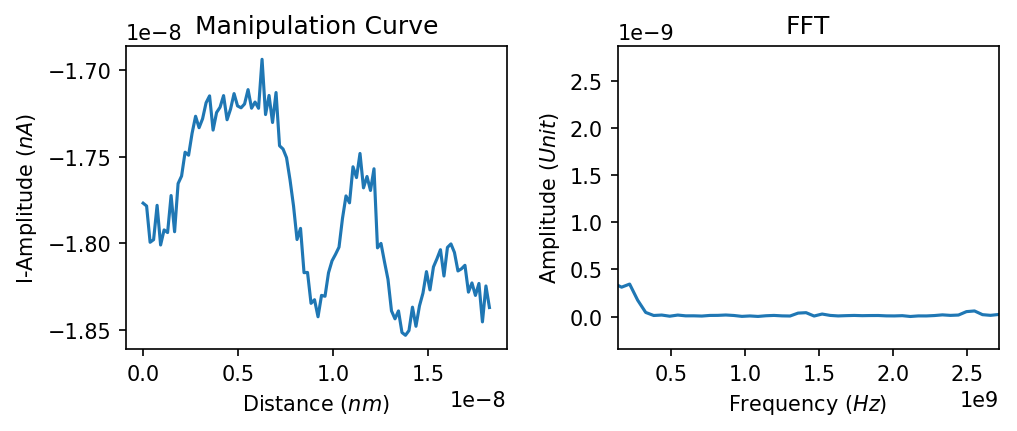 Manipulation Curve
1e−8
I-Amplitude (nA)
−1.70
−1.75
−1.80
−1.85
0.0 0.5 1.0 1.5
1e−8
Distance (nm)
FFT
1e−9
Amplitude (Unit)
2.5
2.0
1.5
1.0
0.5
0.0
0.5 1.0 1.5 2.0 2.5
1e9
Frequency (Hz)